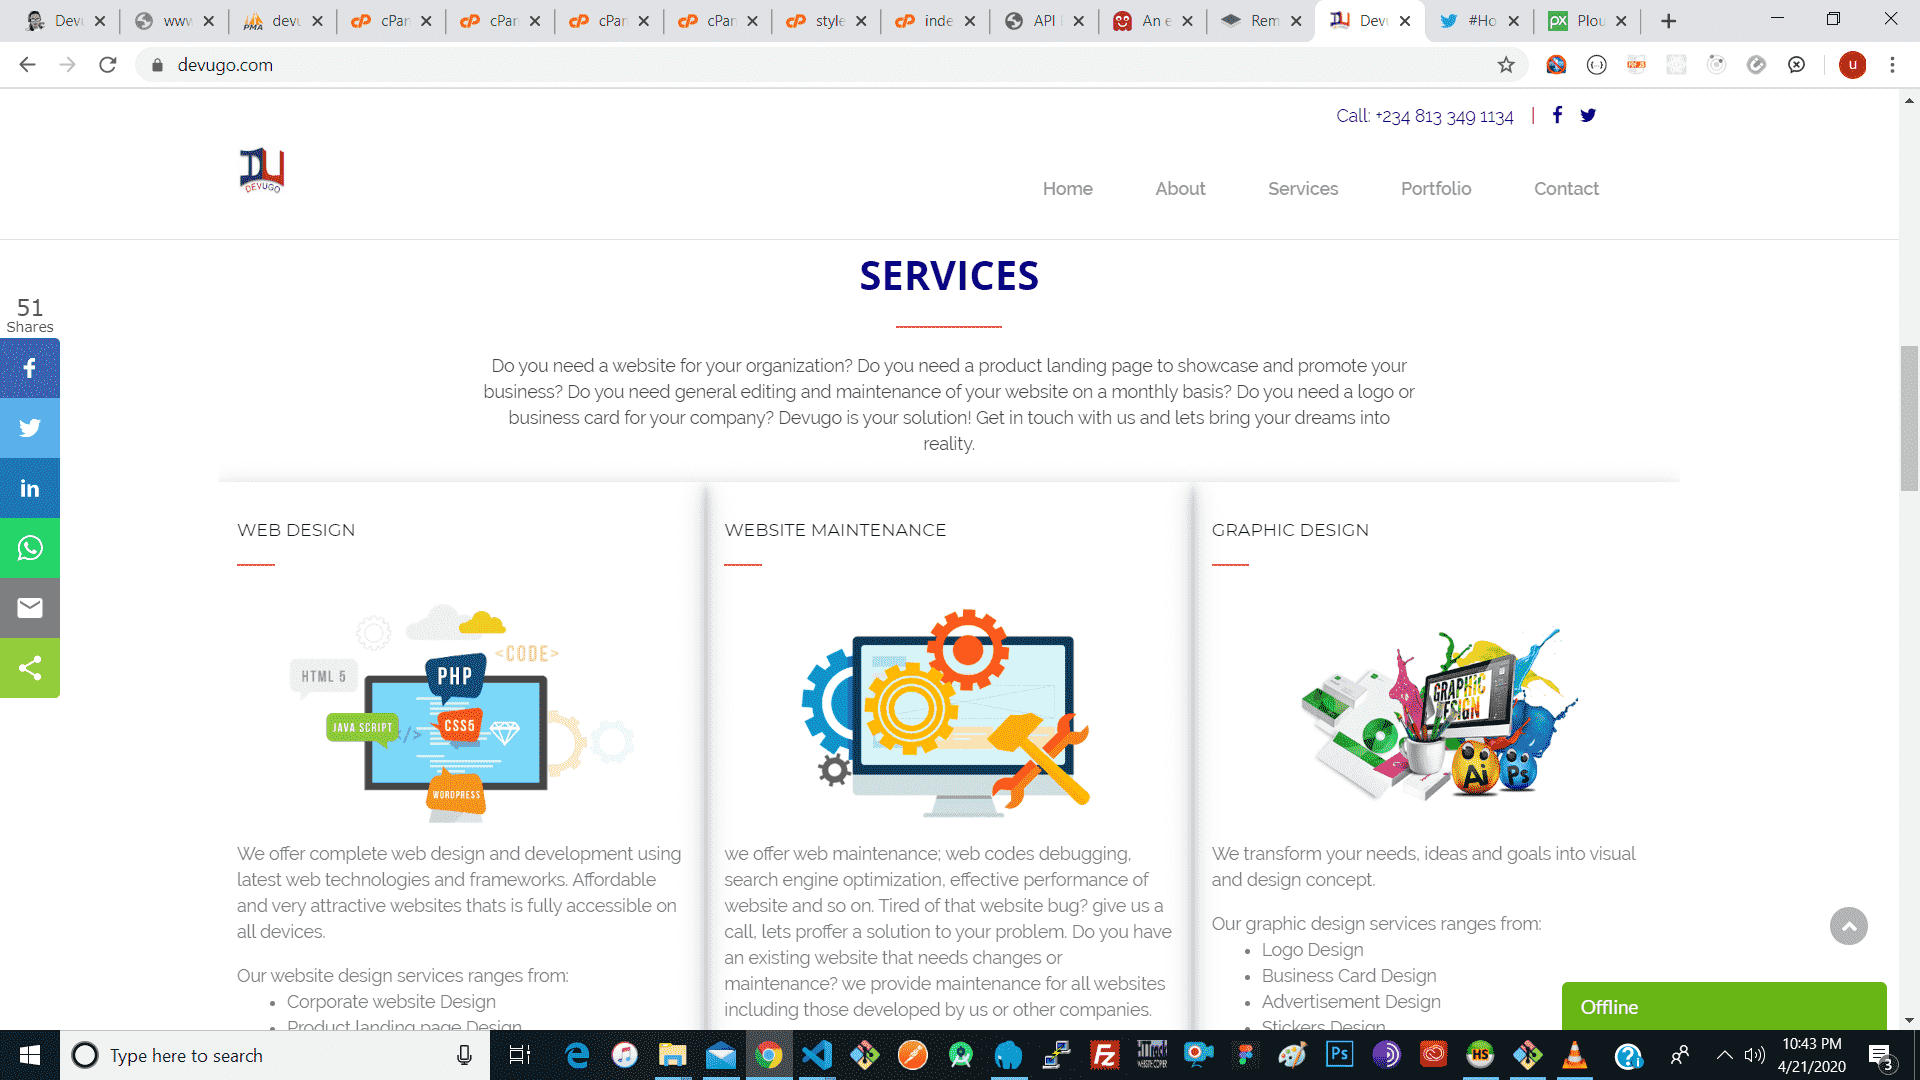 Devu
www
devu
cPan
cPan
cPan
cPan
style
inde
API
An e
Rem
Devu
#Ho
Plou
devugo.com
u
Call: +234 813 349 1134 |
DU
DEVUGO
Home About Services Portfolio Contact
SERVICES
51
Shares
Do you need a website for your organization? Do you need a product landing page to showcase and promote your
business? Do you need general editing and maintenance of your website on a monthly basis? Do you need a logo or
business card for your company? Devugo is your solution! Get in touch with us and lets bring your dreams into
reality.
WEB DESIGN
<CODE>
HTML 5
PHP
JAVA SCRIPT
</>
CSS5
WORDPRESS
We offer complete web design and development using
latest web technologies and frameworks. Affordable
and very attractive websites thats is fully accessible on
all devices.
Our website design services ranges from:
• Corporate website Design
• Product landing page Design
WEBSITE MAINTENANCE
we offer web maintenance; web codes debugging,
search engine optimization, effective performance of
website and so on. Tired of that website bug? give us a
call, lets proffer a solution to your problem. Do you have
an existing website that needs changes or
maintenance? we provide maintenance for all websites
including those developed by us or other companies.
GRAPHIC DESIGN
GRAPHIC
DESIGN
Ai
Ps
We transform your needs, ideas and goals into visual
and design concept.
Our graphic design services ranges from:
• Logo Design
• Business Card Design
• Advertisement Design
• Stickers Design
Offline
Type here to search
10:43 PM
4/21/2020
3